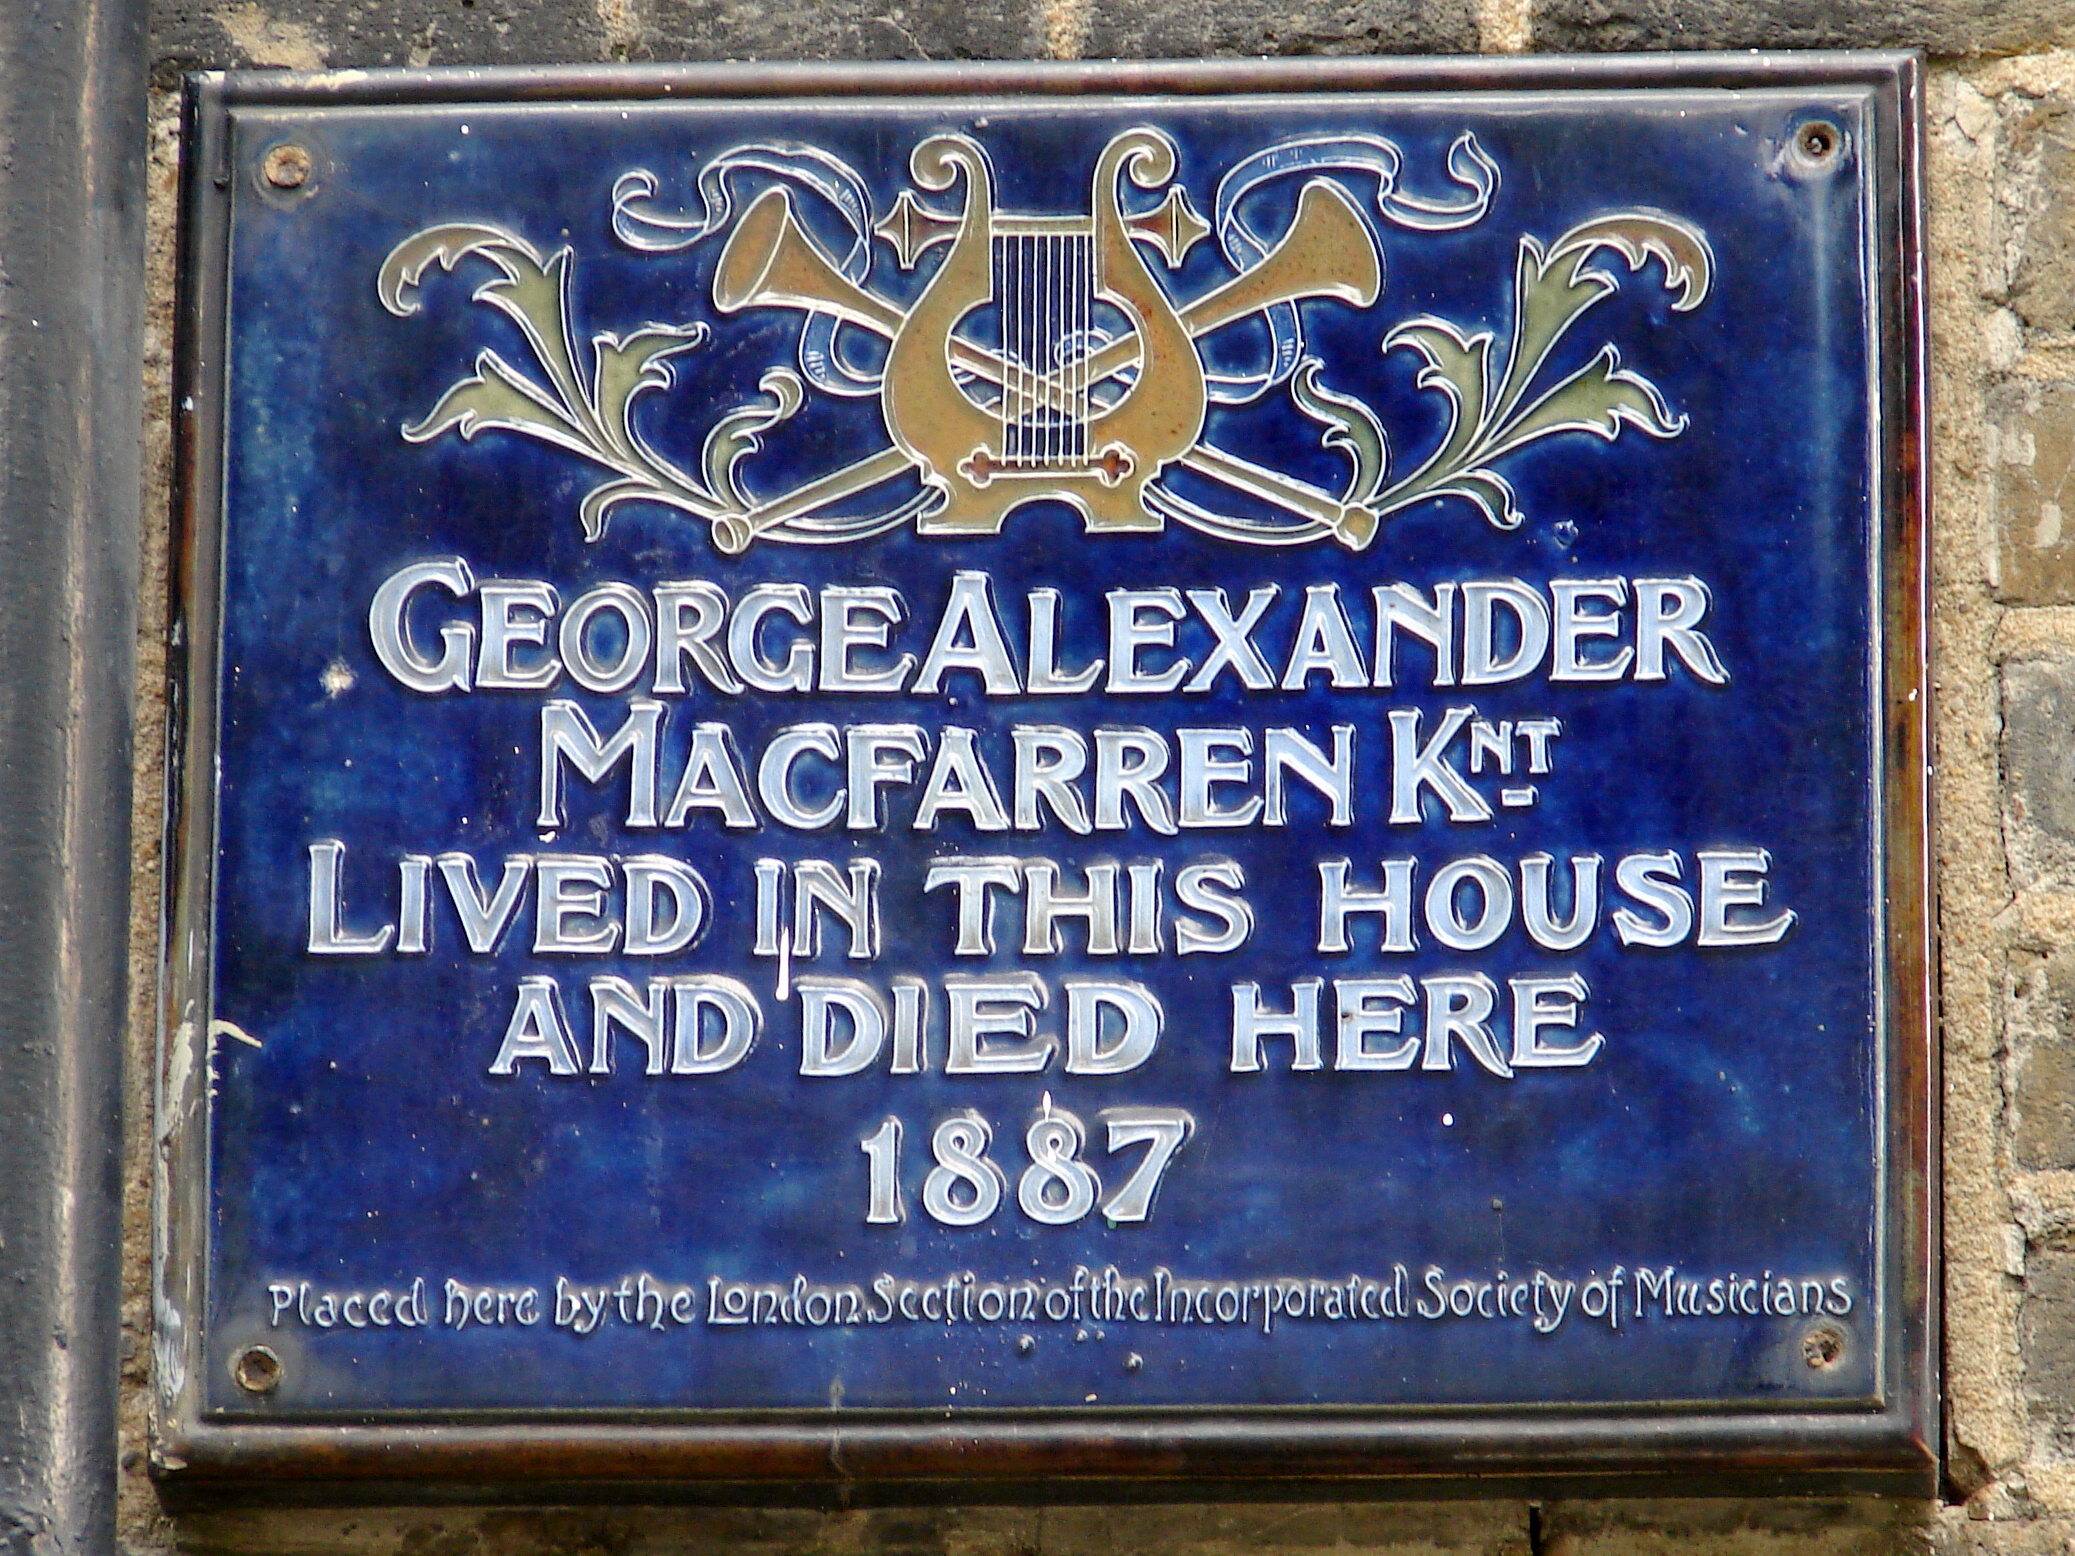 GEORGE ALEXANDER
MACFARREN KNT
LIVED IN THIS HOUSE
AND DIED HERE
1887
Placed here by the London Section of the Incorporated Society of Musicians